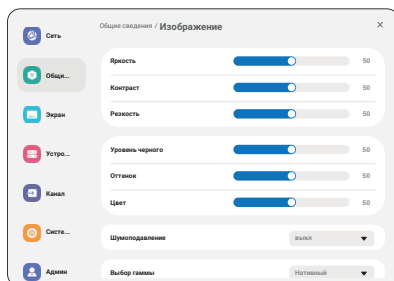 Общие сведения / Изображение
×
Сеть
Общи...
Экран
Устро...
Канал
Систе...
Админ
Яркость 50
Контраст 50
Резкость 50
Уровень черного 50
Оттенок 50
Цвет 50
Шумоподавление выкл
Выбор гаммы Нативный